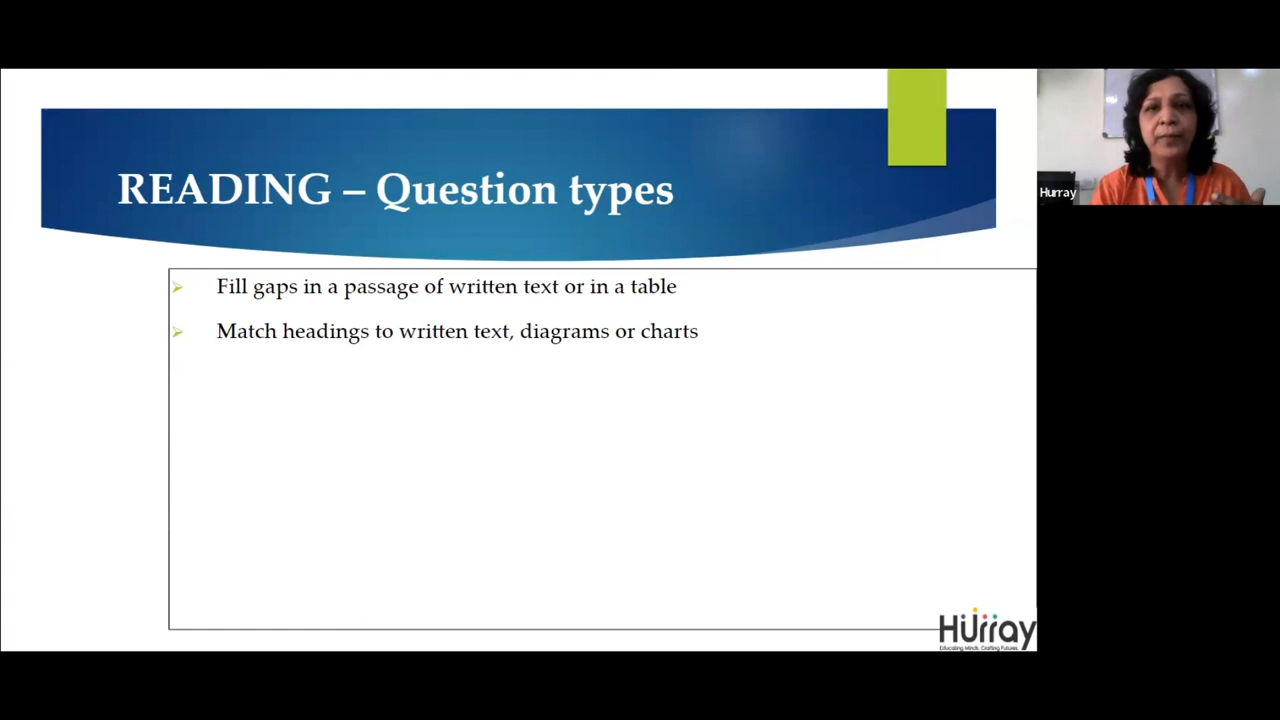 READING – Question types
Fill gaps in a passage of written text or in a table
Match headings to written text, diagrams or charts
Hurray
Hurray
Educating Minds. Crafting Futures.